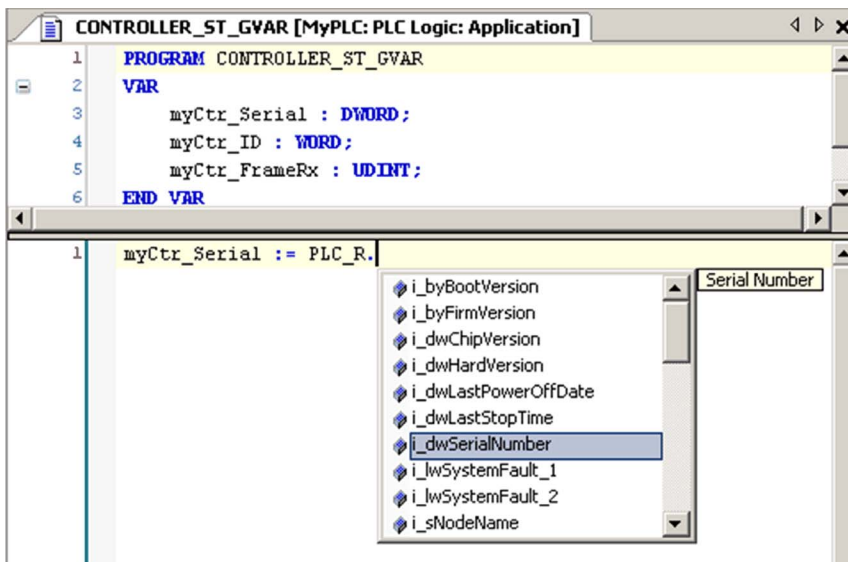 CONTROLLER_ST_GVAR [MyPLC: PLC Logic: Application]
1 PROGRAM CONTROLLER_ST_GVAR
2 VAR
3 myCtr_Serial : DWORD;
4 myCtr_ID : WORD;
5 myCtr_FrameRx : UDINT;
6 END_VAR
1 myCtr_Serial := PLC_R.
i_byBootVersion
Serial Number
i_byFirmVersion
i_dwChipVersion
i_dwHardVersion
i_dwLastPowerOffDate
i_dwLastStopTime
i_dwSerialNumber
i_lwSystemFault_1
i_lwSystemFault_2
i_sNodeName